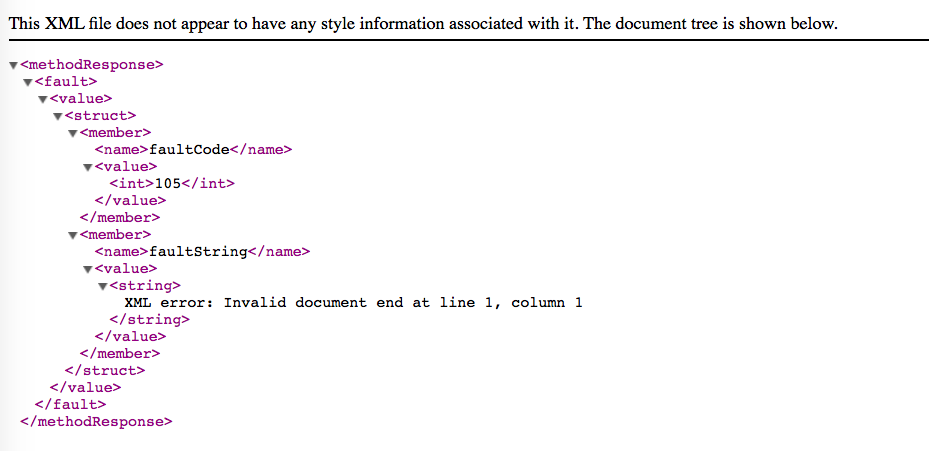 This XML file does not appear to have any style information associated with it. The document tree is shown below.
▼<methodResponse>
▼<fault>
▼<value>
▼<struct>
▼<member>
<name>faultCode</name>
▼<value>
<int>105</int>
</value>
</member>
▼<member>
<name>faultString</name>
▼<value>
▼<string>
XML error: Invalid document end at line 1, column 1
</string>
</value>
</member>
</struct>
</value>
</fault>
</methodResponse>